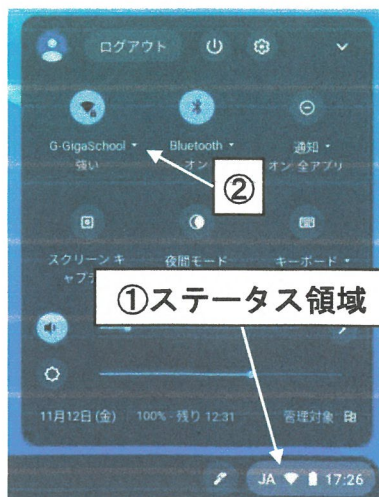 ログアウト
G-GigaSchool
強い
Bluetooth
オン
通知
オン 全アプリ
②
スクリーン キ
ャプチ
夜間モード
キーボード
①ステータス領域
11月12日 (金) 100% - 残り 12:31 管理対象
JA 17:26